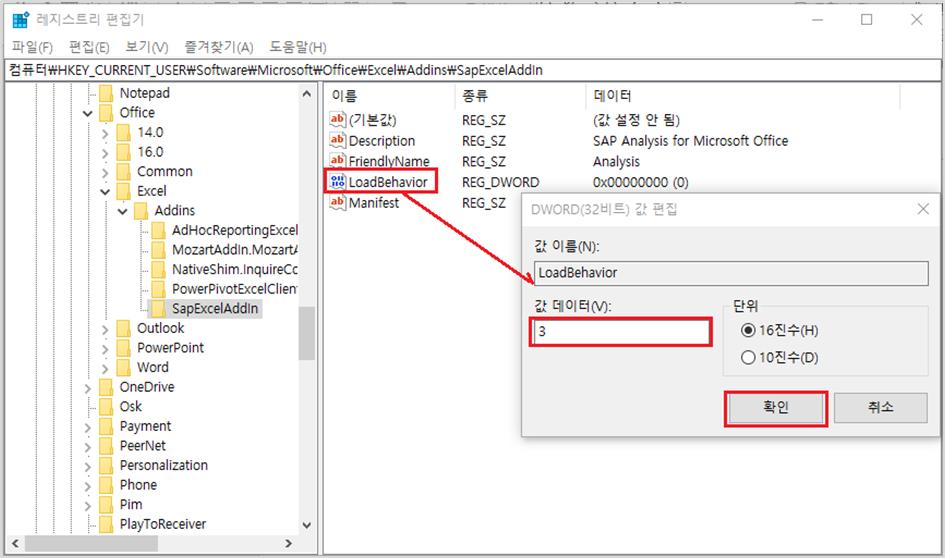 레지스트리 편집기
파일(F) 편집(E) 보기(V) 즐겨찾기(A) 도움말(H)
컴퓨터₩HKEY_CURRENT_USER₩Software₩Microsoft₩Office₩Excel₩Addins₩SapExcelAddIn
Notepad
Office
14.0
16.0
Common
Excel
Addins
AdHocReportingExcel
MozartAddIn.MozartA
NativeShim.InquireCo
PowerPivotExcelClien
SapExcelAddIn
Outlook
PowerPoint
Word
OneDrive
Osk
Payment
PeerNet
Personalization
Phone
Pim
PlayToReceiver
이름 종류 데이터
(기본값) REG_SZ (값 설정 안 됨)
Description REG_SZ SAP Analysis for Microsoft Office
FriendlyName REG_SZ Analysis
LoadBehavior REG_DWORD 0x00000000 (0)
Manifest REG_SZ
DWORD(32비트) 값 편집
값 이름(N):
LoadBehavior
값 데이터(V):
3
단위
16진수(H)
10진수(D)
확인 취소